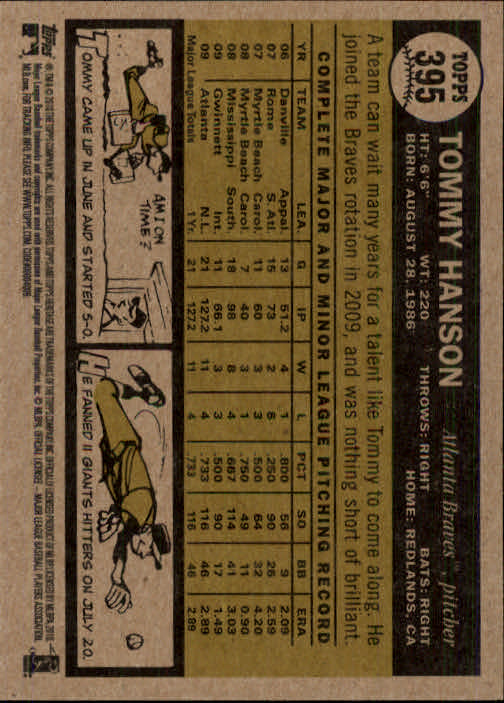 TOPPS
395
TOMMY HANSON Atlanta Braves™, pitcher
HT: 6'6" WT: 220 THROWS: RIGHT BATS: RIGHT
BORN: AUGUST 28, 1986 HOME: REDLANDS, CA
A team can wait many years for a talent like Tommy to come along. He
joined the Braves rotation in 2009, and was nothing short of brilliant.
COMPLETE MAJOR AND MINOR LEAGUE PITCHING RECORD
YR TEAM LEA. G IP W L PCT SO BB ERA
06 Danville Appal. 13 51.2 4 1 .800 56 9 2.09
07 Rome S. Atl. 15 73 2 6 .250 90 26 2.59
07 Myrtle Beach Carol. 11 60 3 3 .500 64 32 4.20
08 Myrtle Beach Carol. 7 40 3 1 .750 49 11 0.90
08 Mississippi South. 18 98 8 4 .667 114 41 3.03
09 Gwinnett Int. 11 66.1 3 3 .500 90 17 1.49
09 Atlanta N.L. 21 127.2 11 4 .733 116 46 2.89
Major League Totals 1 Yr. 21 127.2 11 4 .733 116 46 2.89
AM I ON
TIME?
TOMMY CAME UP IN JUNE AND STARTED 5-0.
HE FANNED 11 GIANTS HITTERS ON JULY 20.
Topps